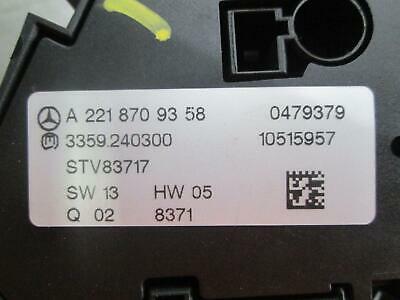 A 221 870 93 58 0479379
3359.240300 10515957
STV83717
SW 13 HW 05
Q 02 8371